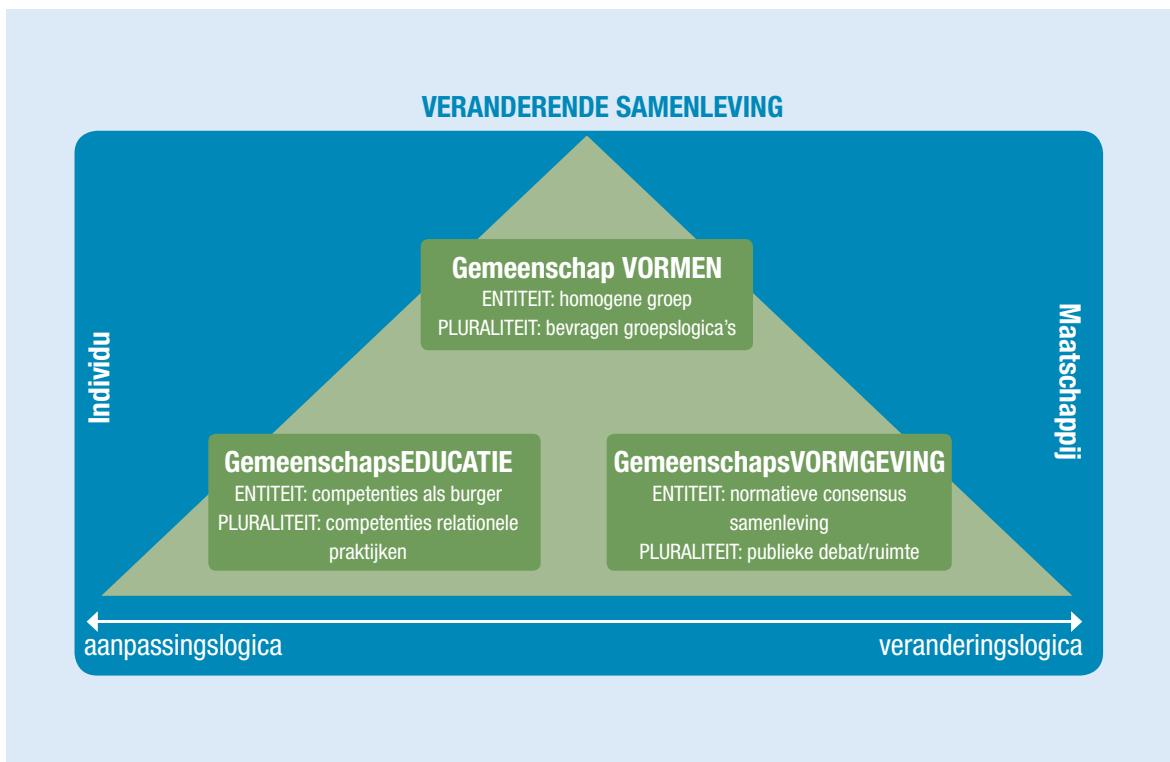 VERANDERENDE SAMENLEVING
Gemeenschap VORMEN
ENTITEIT: homogene groep
PLURALITEIT: bevragen groepslogica’s
Individu
Maatschappij
GemeenschapsEDUCATIE
ENTITEIT: competenties als burger
PLURALITEIT: competenties relationele
praktijken
GemeenschapsVORMGEVING
ENTITEIT: normatieve consensus
samenleving
PLURALITEIT: publieke debat/ruimte
aanpassingslogica
veranderingslogica